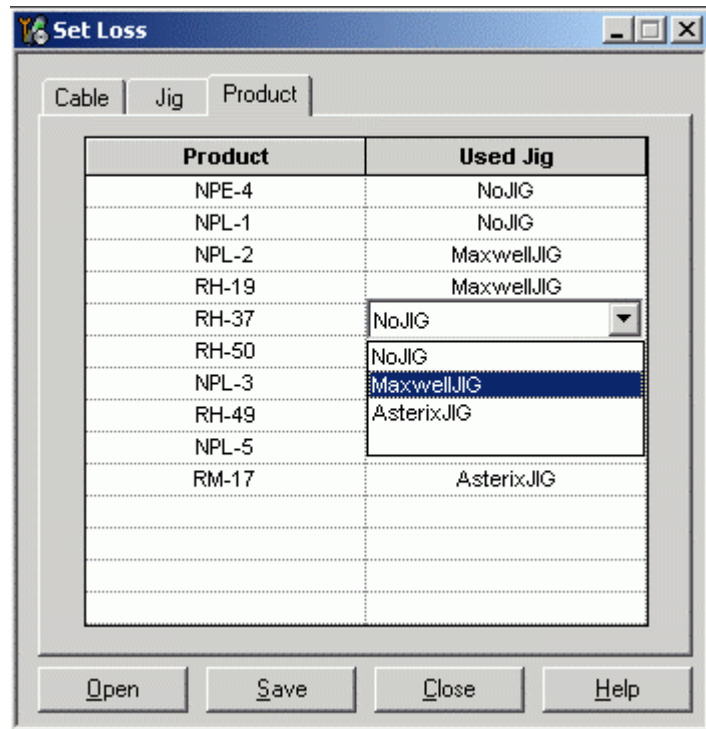 Set Loss
Cable Jig Product
Product Used Jig
NPE-4 NoJIG
NPL-1 NoJIG
NPL-2 MaxwellJIG
RH-19 MaxwellJIG
RH-37 NoJIG
RH-50 NoJIG
NPL-3 MaxwellJIG
RH-49 AsterixJIG
NPL-5
RM-17 AsterixJIG
Open Save Close Help